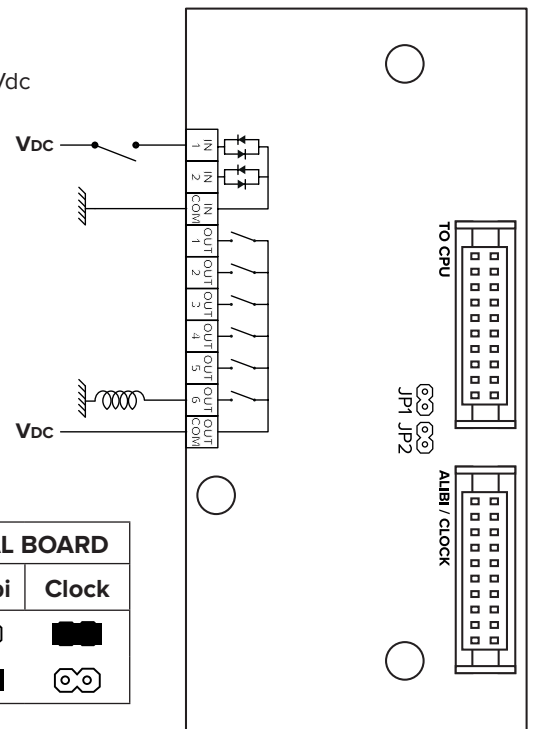 Vdc
VDC
1 IN
2 IN
COM IN
1 OUT
2 OUT
3 OUT
4 OUT
5 OUT
6 OUT
COM OUT
VDC
TO CPU
JP1 JP2
ALIBI / CLOCK
BOARD
Clock